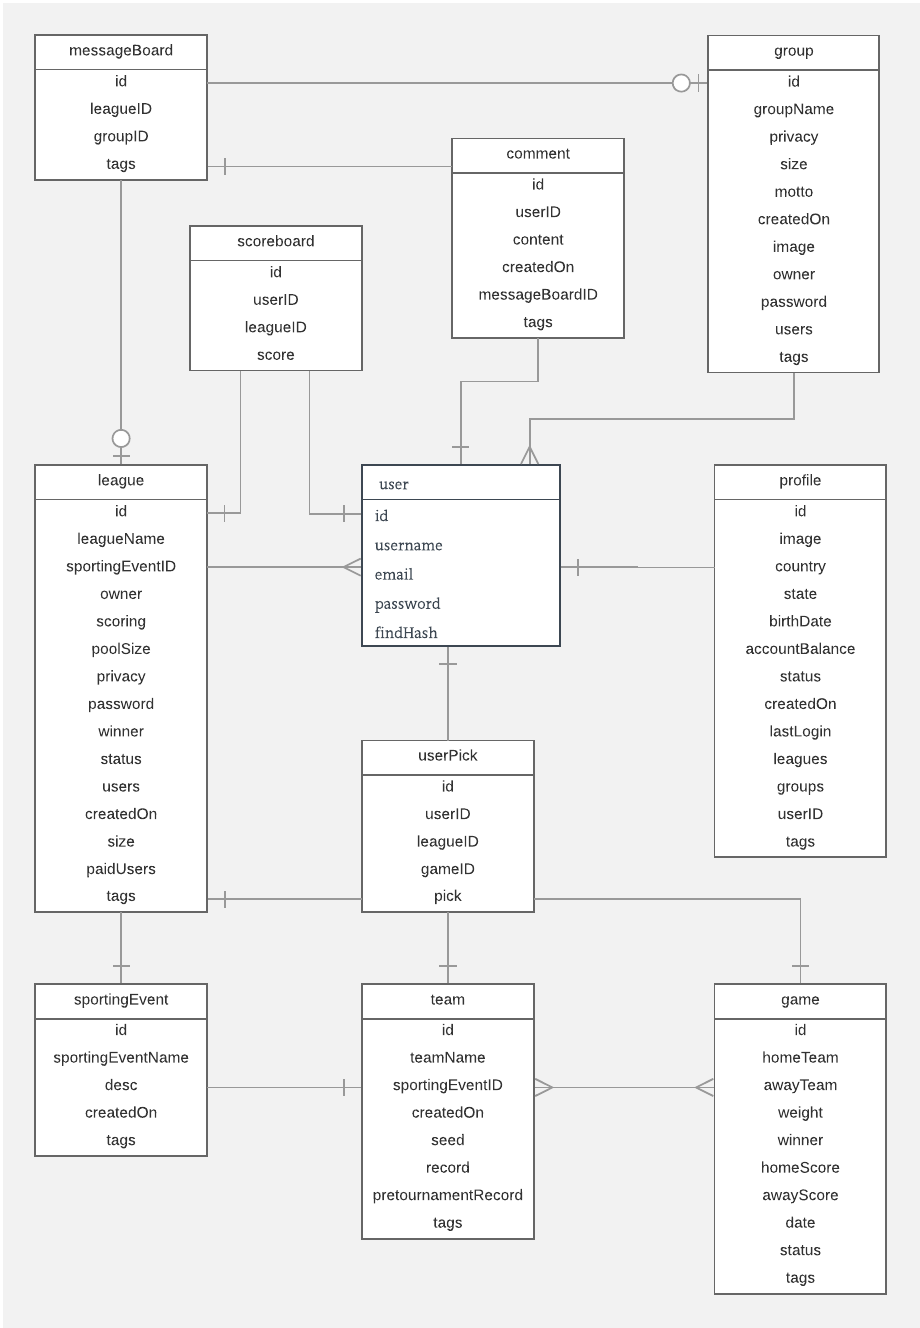 messageBoard
id
leagueID
groupID
tags
group
id
groupName
privacy
size
motto
createdOn
image
owner
password
users
tags
comment
id
userID
content
createdOn
messageBoardID
tags
scoreboard
id
userID
leagueID
score
league
id
leagueName
sportingEventID
owner
scoring
poolSize
privacy
password
winner
status
users
createdOn
size
paidUsers
tags
user
id
username
email
password
findHash
profile
id
image
country
state
birthDate
accountBalance
status
createdOn
lastLogin
leagues
groups
userID
tags
userPick
id
userID
leagueID
gameID
pick
sportingEvent
id
sportingEventName
desc
createdOn
tags
team
id
teamName
sportingEventID
createdOn
seed
record
pretournamentRecord
tags
game
id
homeTeam
awayTeam
weight
winner
homeScore
awayScore
date
status
tags